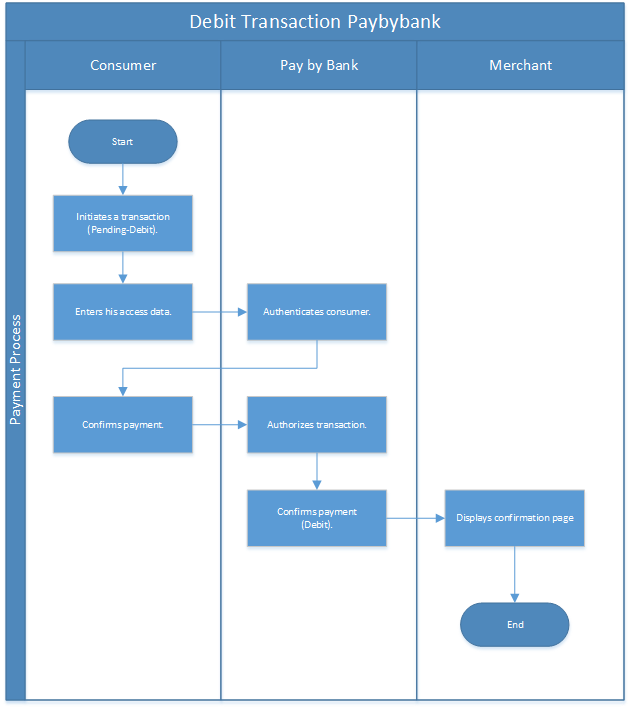 Debit Transaction Paybybank
Consumer
Pay by Bank
Merchant
Payment Process
Start
Initiates a transaction
(Pending-Debit).
Enters his access data.
Authenticates consumer.
Confirms payment.
Authorizes transaction.
Confirms payment
(Debit).
Displays confirmation page
End